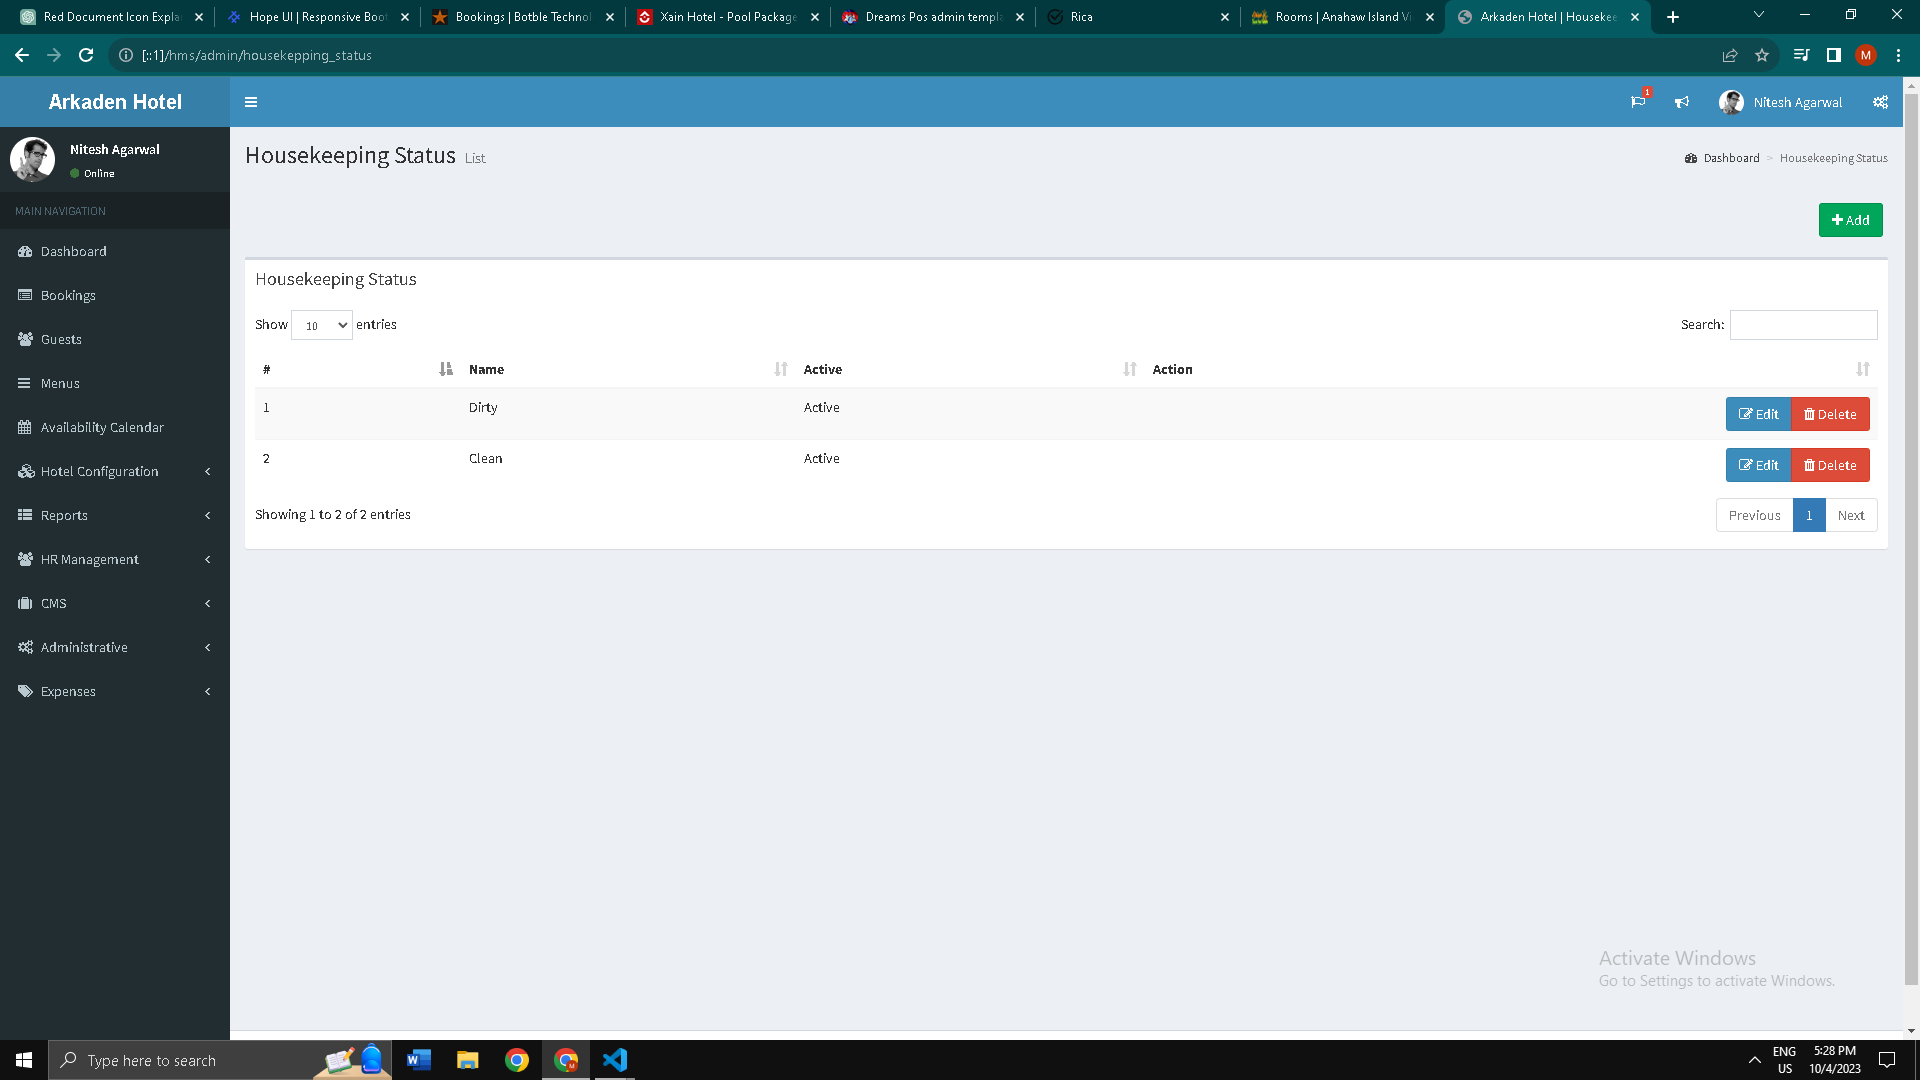 Red Document Icon Expla
Hope UI | Responsive Boot
Bookings | Botble Technol
Xain Hotel - Pool Package
Dreams Pos admin templa
Rica
Rooms | Anahaw Island Vi
Arkaden Hotel | Housekee
[::1]/hms/admin/housekepping_status
M
Arkaden Hotel
1
Nitesh Agarwal
Nitesh Agarwal
Online
Housekeeping Status List
Dashboard > Housekeeping Status
MAIN NAVIGATION
Dashboard
Bookings
Guests
Menus
Availability Calendar
Hotel Configuration
Reports
HR Management
CMS
Administrative
Expenses
Add
Housekeeping Status
Show 10 entries
Search:
# Name Active Action
1 Dirty Active Edit Delete
2 Clean Active Edit Delete
Showing 1 to 2 of 2 entries
Previous 1 Next
Activate Windows
Go to Settings to activate Windows.
Type here to search
ENG
US
5:28 PM
10/4/2023